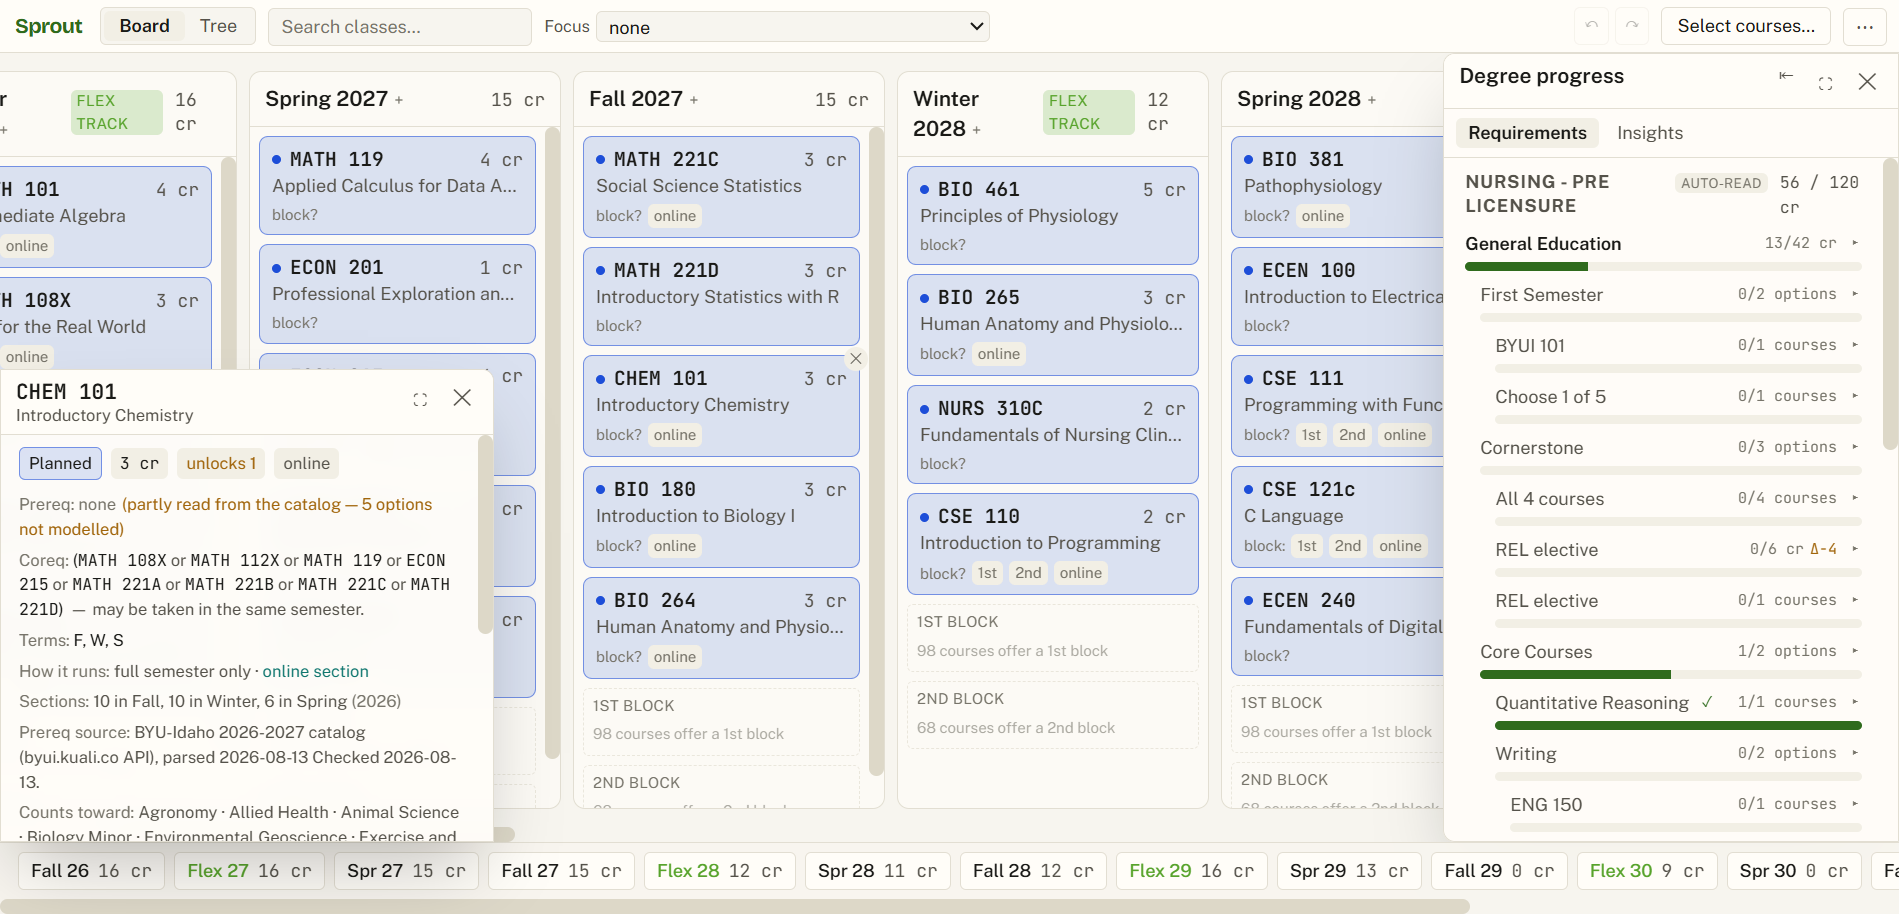 Sprout
Board
Tree
Search classes...
Focus
none
Select courses...
r
+
FLEX TRACK
16 cr
H 101
4 cr
nediate Algebra
online
H 108X
3 cr
for the Real World
online
Spring 2027 +
15 cr
MATH 119
4 cr
Applied Calculus for Data A...
block?
ECON 201
1 cr
Professional Exploration an...
block?
cr
cr
cr
Fall 2027 +
15 cr
MATH 221C
3 cr
Social Science Statistics
block? online
MATH 221D
3 cr
Introductory Statistics with R
block?
CHEM 101
3 cr
Introductory Chemistry
block? online
BIO 180
3 cr
Introduction to Biology I
block? online
BIO 264
3 cr
Human Anatomy and Physio...
block? online
1ST BLOCK
98 courses offer a 1st block
2ND BLOCK
Winter 2028 +
FLEX TRACK
12 cr
BIO 461
5 cr
Principles of Physiology
block?
BIO 265
3 cr
Human Anatomy and Physiolo...
block? online
NURS 310C
2 cr
Fundamentals of Nursing Clin...
block?
CSE 110
2 cr
Introduction to Programming
block? 1st 2nd online
1ST BLOCK
98 courses offer a 1st block
2ND BLOCK
68 courses offer a 2nd block
Spring 2028 +
BIO 381
Pathophysiology
block? online
ECEN 100
Introduction to Electrica
block?
CSE 111
Programming with Func
block? 1st 2nd online
CSE 121c
C Language
block: 1st 2nd online
ECEN 240
Fundamentals of Digital
block?
1ST BLOCK
98 courses offer a 1st block
2ND BLOCK
68 courses offer a 2nd block
CHEM 101
Introductory Chemistry
Planned
3 cr
unlocks 1
online
Prereq: none (partly read from the catalog — 5 options
not modelled)
Coreq: (MATH 108X or MATH 112X or MATH 119 or ECON
215 or MATH 221A or MATH 221B or MATH 221C or MATH
221D) — may be taken in the same semester.
Terms: F, W, S
How it runs: full semester only · online section
Sections: 10 in Fall, 10 in Winter, 6 in Spring (2026)
Prereq source: BYU-Idaho 2026-2027 catalog
(byui.kuali.co API), parsed 2026-08-13 Checked 2026-08-
13.
Counts toward: Agronomy · Allied Health · Animal Science
· Biology Minor · Environmental Geoscience · Exercise and
Degree progress
Requirements
Insights
NURSING - PRE
LICENSURE
AUTO-READ
56 / 120
cr
General Education
13/42 cr
First Semester
0/2 options
BYUI 101
0/1 courses
Choose 1 of 5
0/1 courses
Cornerstone
0/3 options
All 4 courses
0/4 courses
REL elective
0/6 cr Δ-4
REL elective
0/1 courses
Core Courses
1/2 options
Quantitative Reasoning ✓
1/1 courses
Writing
0/2 options
ENG 150
0/1 courses
Fall 26 16 cr
Flex 27 16 cr
Spr 27 15 cr
Fall 27 15 cr
Flex 28 12 cr
Spr 28 11 cr
Fall 28 12 cr
Flex 29 16 cr
Spr 29 13 cr
Fall 29 0 cr
Flex 30 9 cr
Spr 30 0 cr
Fa